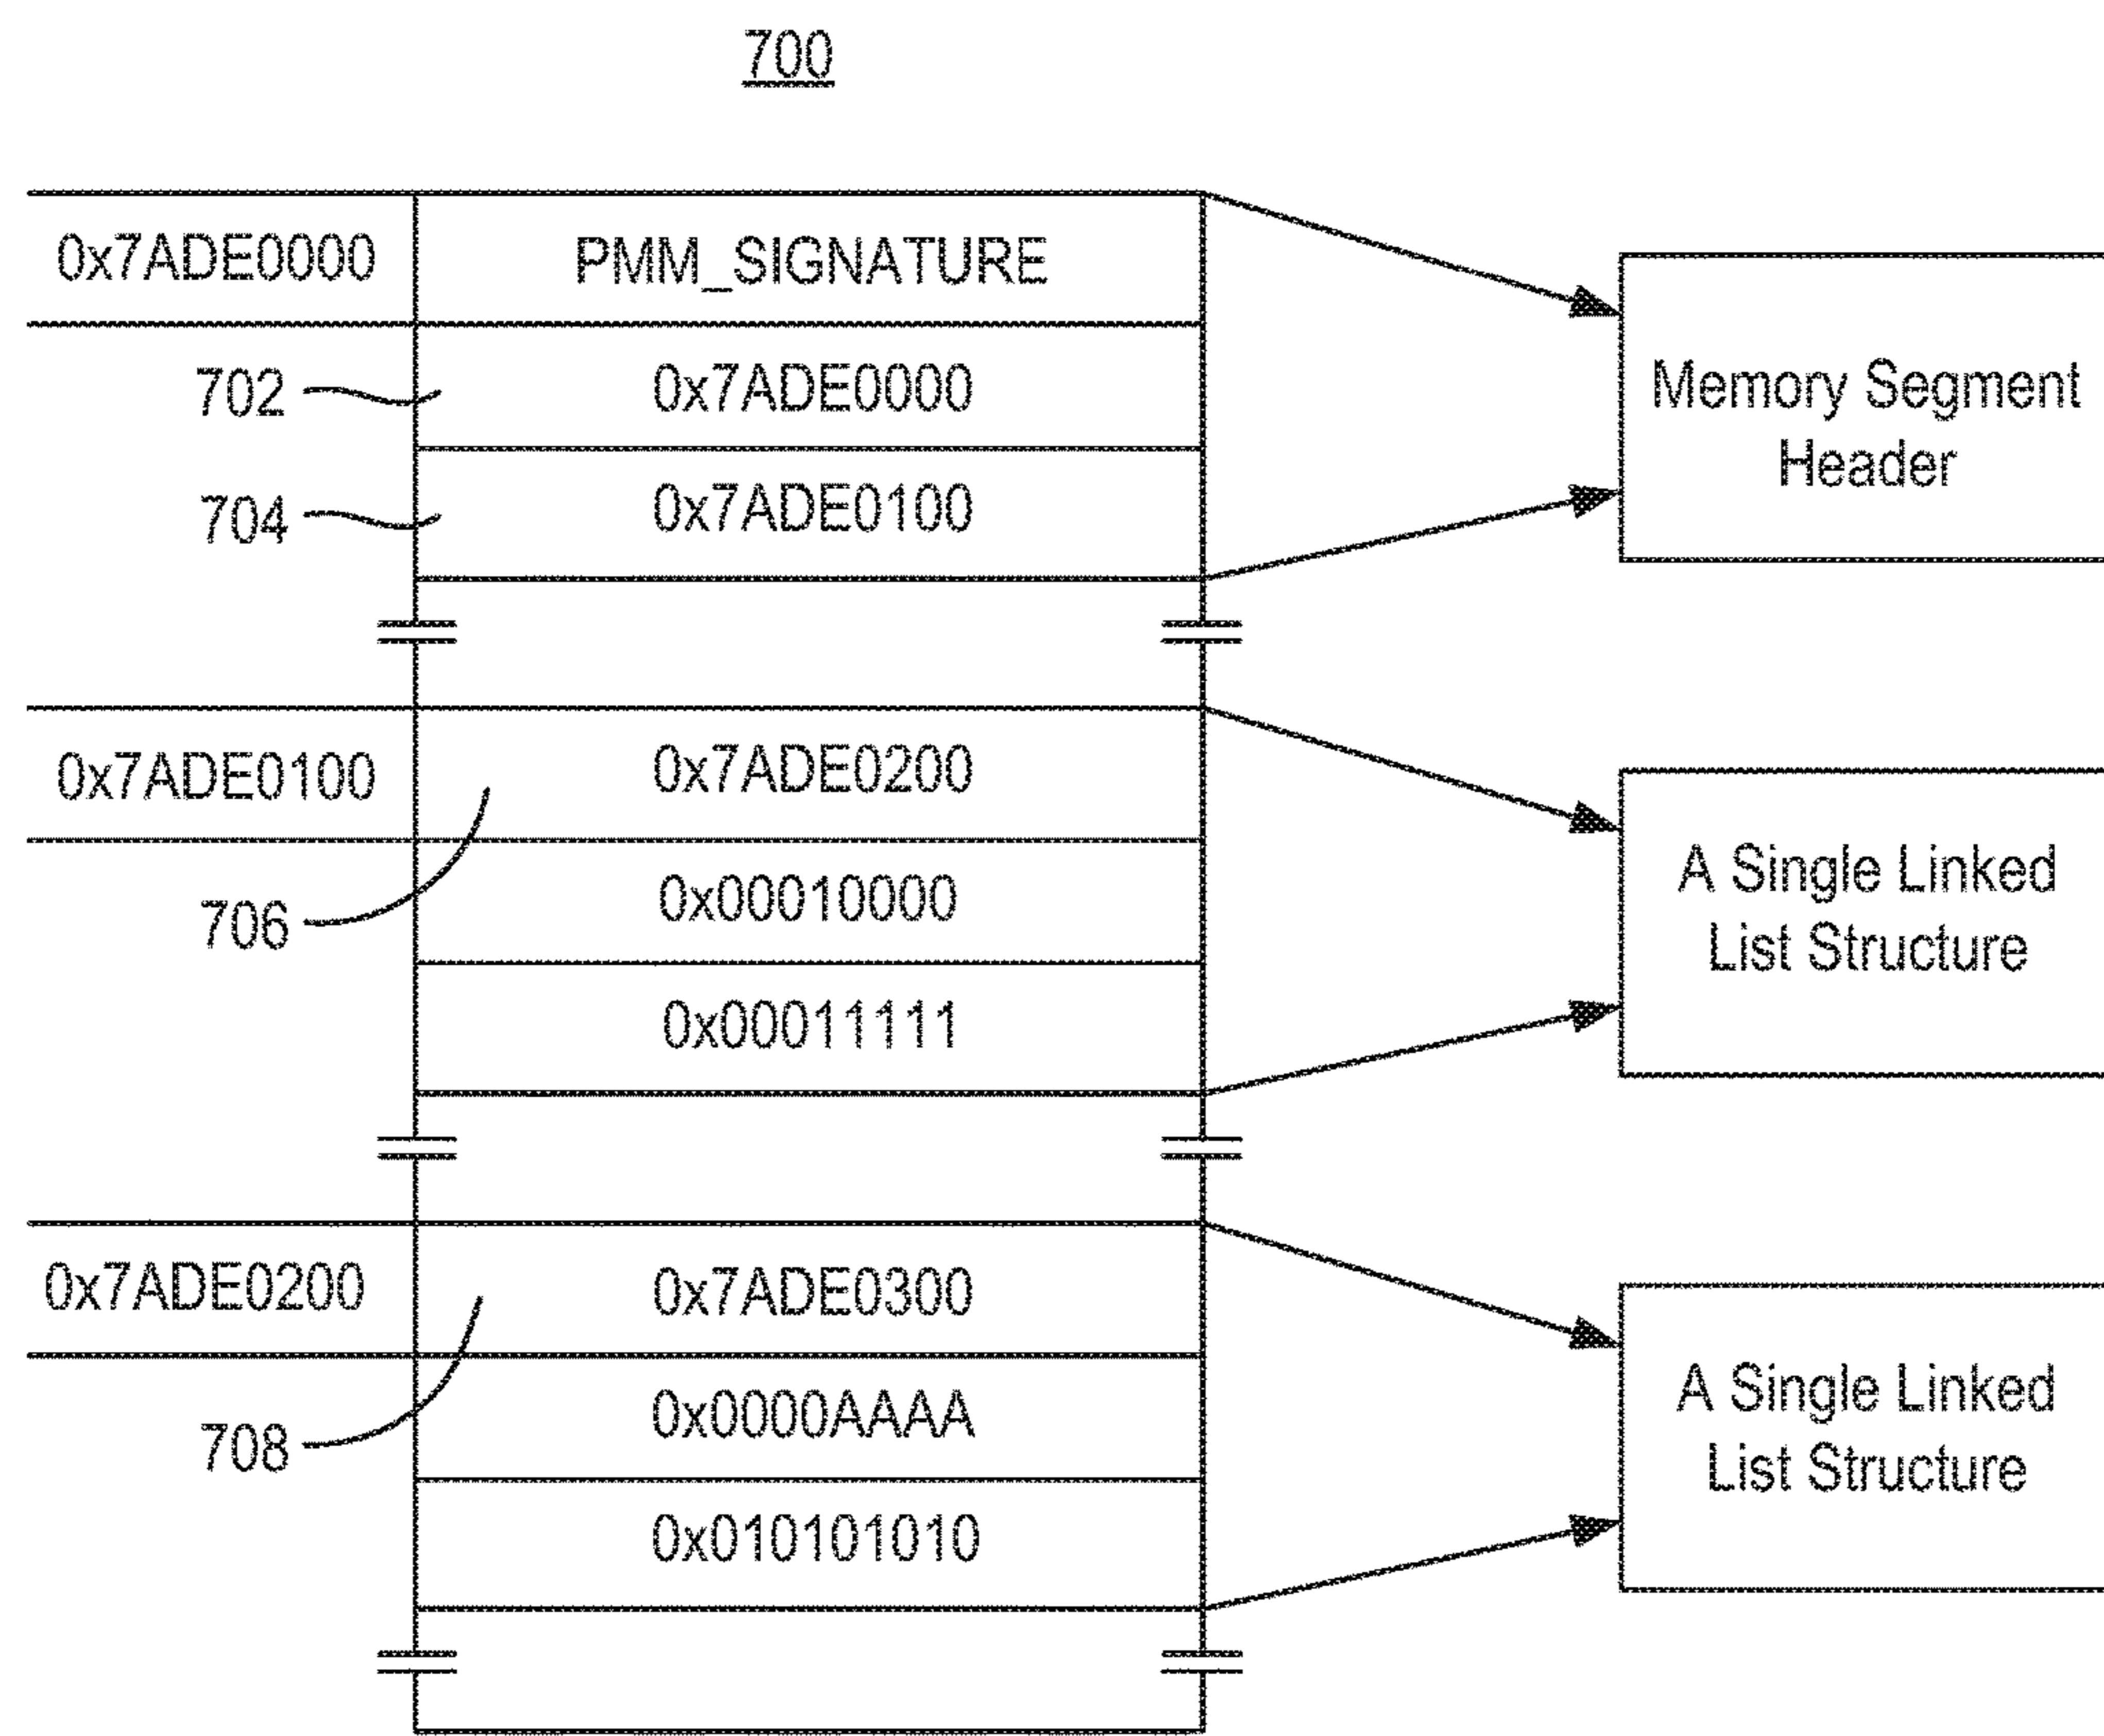 700
0x7ADE0000 PMM_SIGNATURE
702 0x7ADE0000
704 0x7ADE0100
Memory Segment
Header
0x7ADE0100 0x7ADE0200
706 0x00010000
0x00011111
A Single Linked
List Structure
0x7ADE0200 0x7ADE0300
708 0x0000AAAA
0x010101010
A Single Linked
List Structure